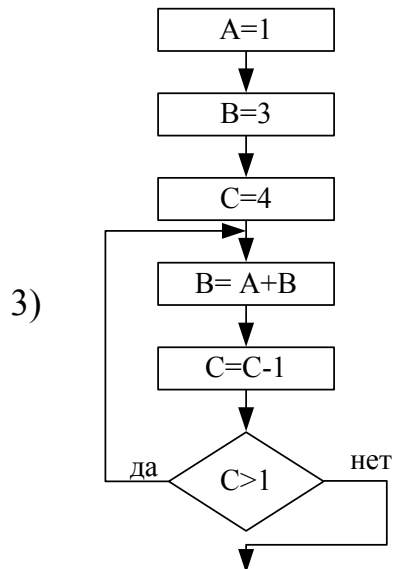 A=1
B=3
C=4
B= A+B
3)
C=C-1
да
C>1
нет